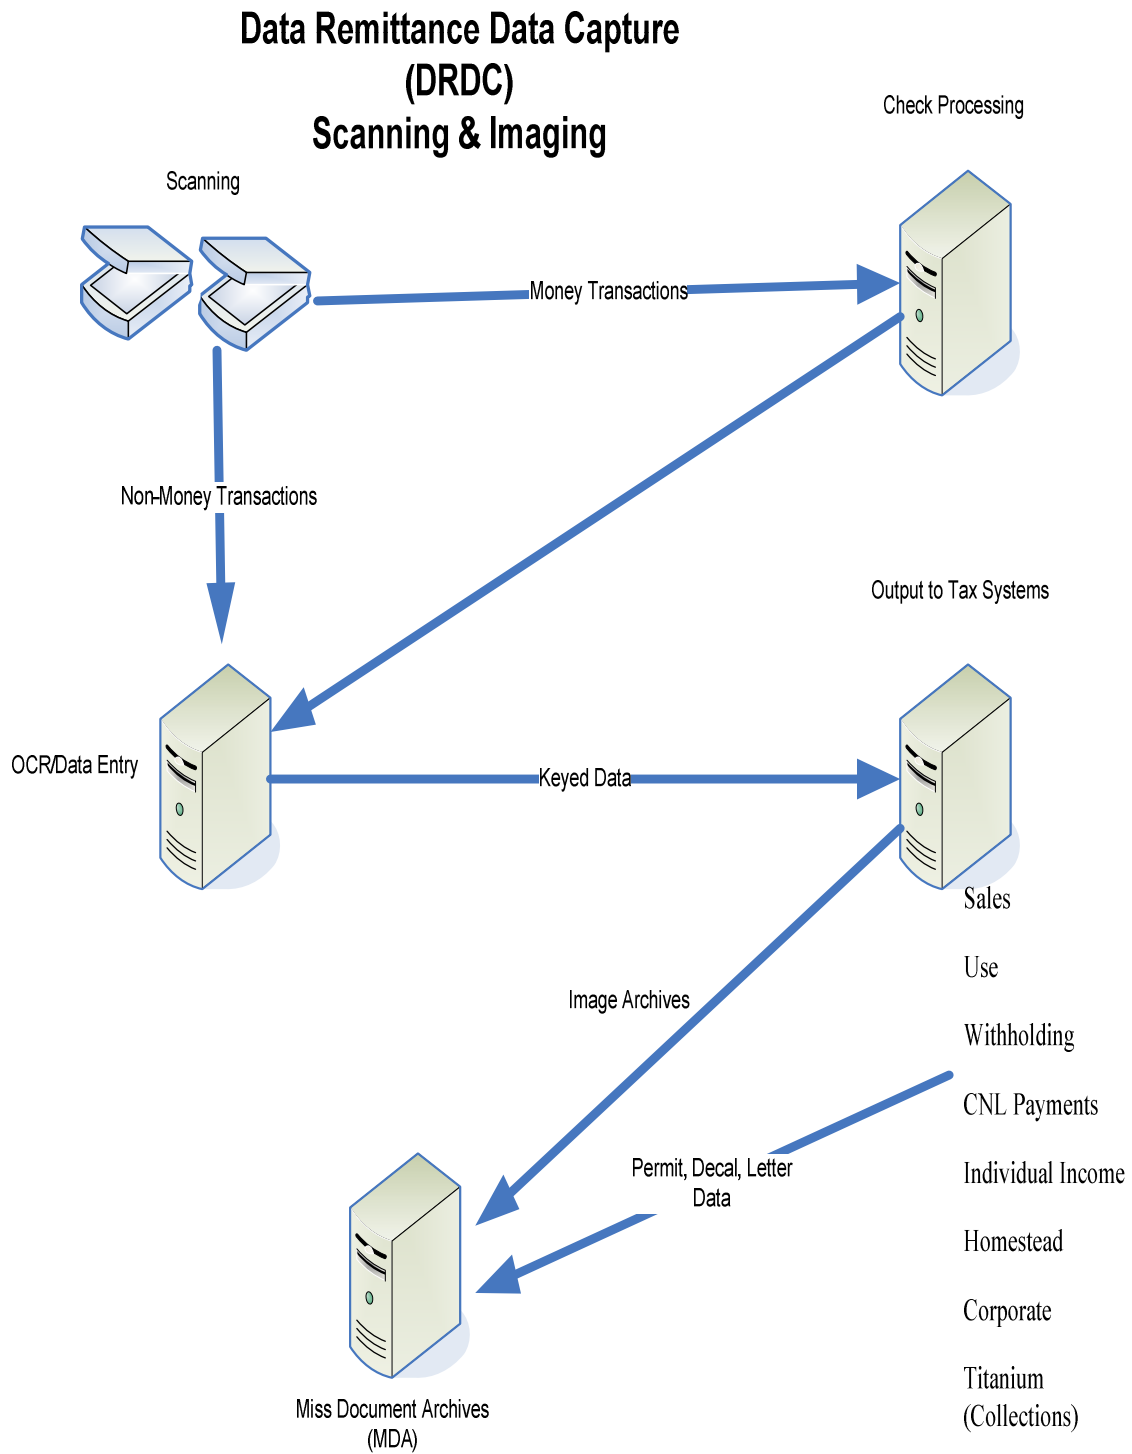 Data Remittance Data Capture
(DRDC)
Scanning & Imaging
Check Processing
Scanning
Money Transactions
Non-Money Transactions
Output to Tax Systems
OCR/Data Entry
Keyed Data
Sales
Use
Withholding
CNL Payments
Individual Income
Homestead
Corporate
Titanium
(Collections)
Image Archives
Permit, Decal, Letter
Data
Miss Document Archives
(MDA)